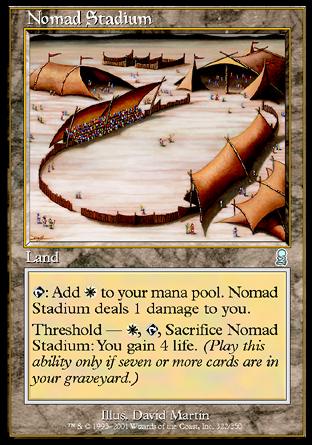 Nomad Stadium
Land
: Add to your mana pool. Nomad
Stadium deals 1 damage to you.
Threshold — , , Sacrifice Nomad
Stadium: You gain 4 life. (Play this
ability only if seven or more cards are in
your graveyard.)
Illus. David Martin
™ & © 1993-2001 Wizards of the Coast, Inc. 322/350